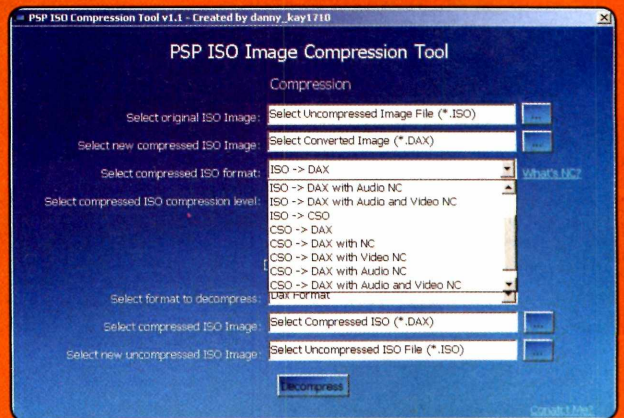 PSP ISO Compression Tool v1.1 - Created by danny_kay1710
PSP ISO Image Compression Tool
Compression
Select original ISO Image: Select Uncompressed Image File (*.ISO) ...
Select new compressed ISO Image: Select Converted Image (*.DAX) ...
Select compressed ISO format: ISO -> DAX What's NC?
ISO -> DAX with Audio NC
Select compressed ISO compression level: ISO -> DAX with Audio and Video NC
ISO -> CSO
CSO -> DAX
CSO -> DAX with NC
CSO -> DAX with Video NC
CSO -> DAX with Audio NC
CSO -> DAX with Audio and Video NC
Select format to decompress: Dax Format
Select compressed ISO Image: Select Compressed ISO (*.DAX) ...
Select new uncompressed ISO Image: Select Uncompressed ISO File (*.ISO) ...
Decompress